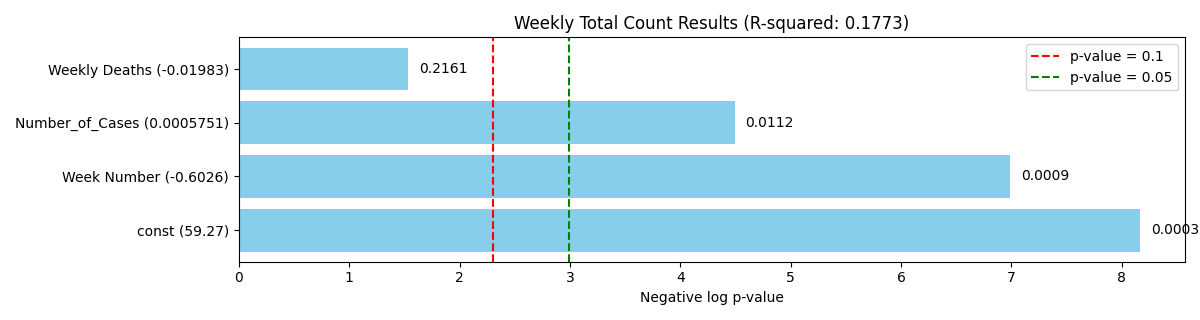 Weekly Total Count Results (R-squared: 0.1773)
p-value = 0.1
p-value = 0.05
Weekly Deaths (-0.01983)
0.2161
Number_of_Cases (0.0005751)
0.0112
Week Number (-0.6026)
0.0009
const (59.27)
0.0003
0 1 2 3 4 5 6 7 8
Negative log p-value